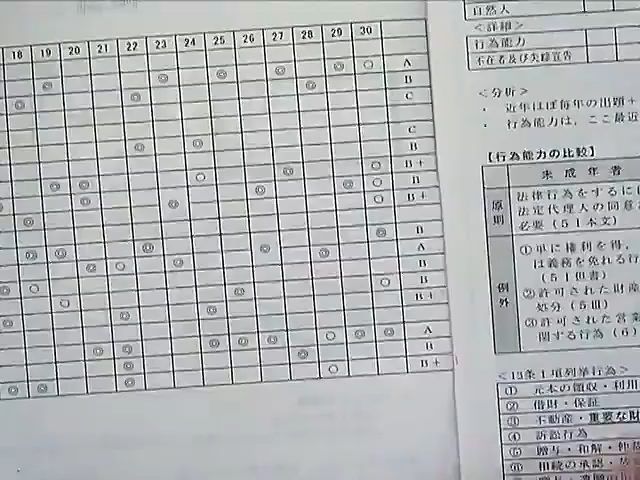 18 19 20 21 22 23 24 25 26 27 28 29 30
◎ ◎ ◎ ◎ ○ A
◎ ◎ B
◎ ◎ C
C
◎ ◎ B
○ B+
○ ◎ B
◎ ◎ ◎ ◎ ○ B+
◎ ◎ ○
◎
B
◎ A
◎ ◎ ◎ ◎ ◎ B
◎ ○ ◎
B
◎ ○ ◎ ○ B+
○ ◎
◎ ◎
A
◎ ◎ ◎ ○ ◎ ◎ B
◎ ◎ ◎
◎ ○ B+
◎ ◎ ◎
自然人
<詳細>
行為能力
不在者及び失踪宣告
<分析>
・ 近年はほぼ毎年の出題+
・ 行為能力は、ここ最近
【行為能力の比較】
未成年者
原則
法律行為をするに
法定代理人の同意
必要(51本文)
例外
①単に権利を得,
は義務を免れる行
(51但書)
②許可された財産
処分(5Ⅲ)
③許可された営業
関する行為(6)
<13条1項列挙行為>
① 元本の領収・利用
② 借財・保証
③ 不動産・重要な財
④ 訴訟行為
⑤ 贈与・和解・仲裁
⑥ 相続の承認・放